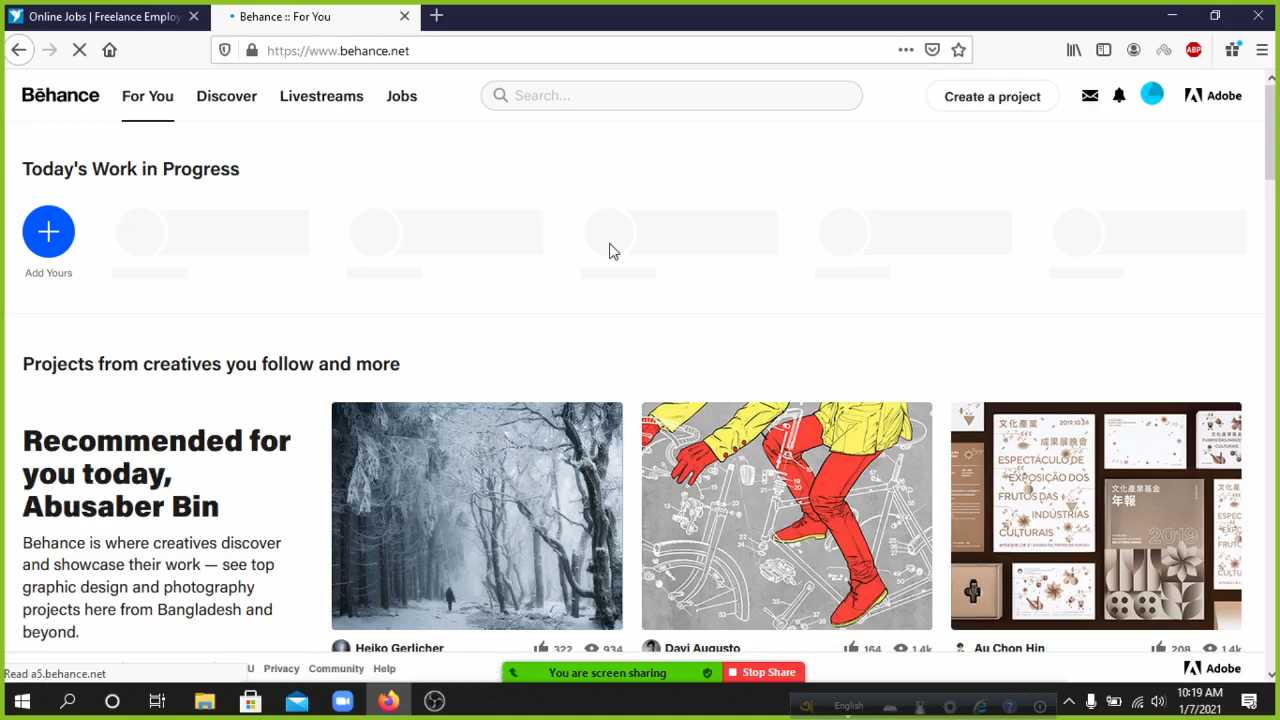 Online Jobs | Freelance Employ
Behance :: For You
https://www.behance.net
ABP
Bēhance
For You
Discover
Livestreams
Jobs
Search...
Create a project
Adobe
Today's Work in Progress
Add Yours
Projects from creatives you follow and more
Recommended for
you today,
Abusaber Bin
Behance is where creatives discover
and showcase their work — see top
graphic design and photography
projects here from Bangladesh and
beyond.
文化產業
2019.10.24
成果展晚會
ESPECTÁCULO DE
EXPOSIÇÃO DOS
FRUTOS DAS
INDÚSTRIAS
CULTURAIS
文化產業基金
年報
2019
Heiko Gerlicher
322
934
Davi Augusto
164
1.4k
Au Chon Hin
208
1.4k
Read a5.behance.net
U
Privacy
Community
Help
You are screen sharing
Stop Share
Adobe
English
10:19 AM
1/7/2021